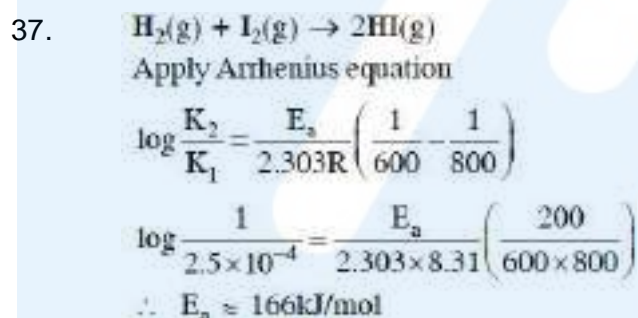 37. H₂(g) + I₂(g) → 2HI(g)
Apply Arrhenius equation
log K₂/K₁ = Eₐ/2.303R (1/600 − 1/800)
log 1/2.5×10⁻⁴ = Eₐ/2.303×8.31 (200/600×800)
∴ Eₐ ≈ 166kJ/mol